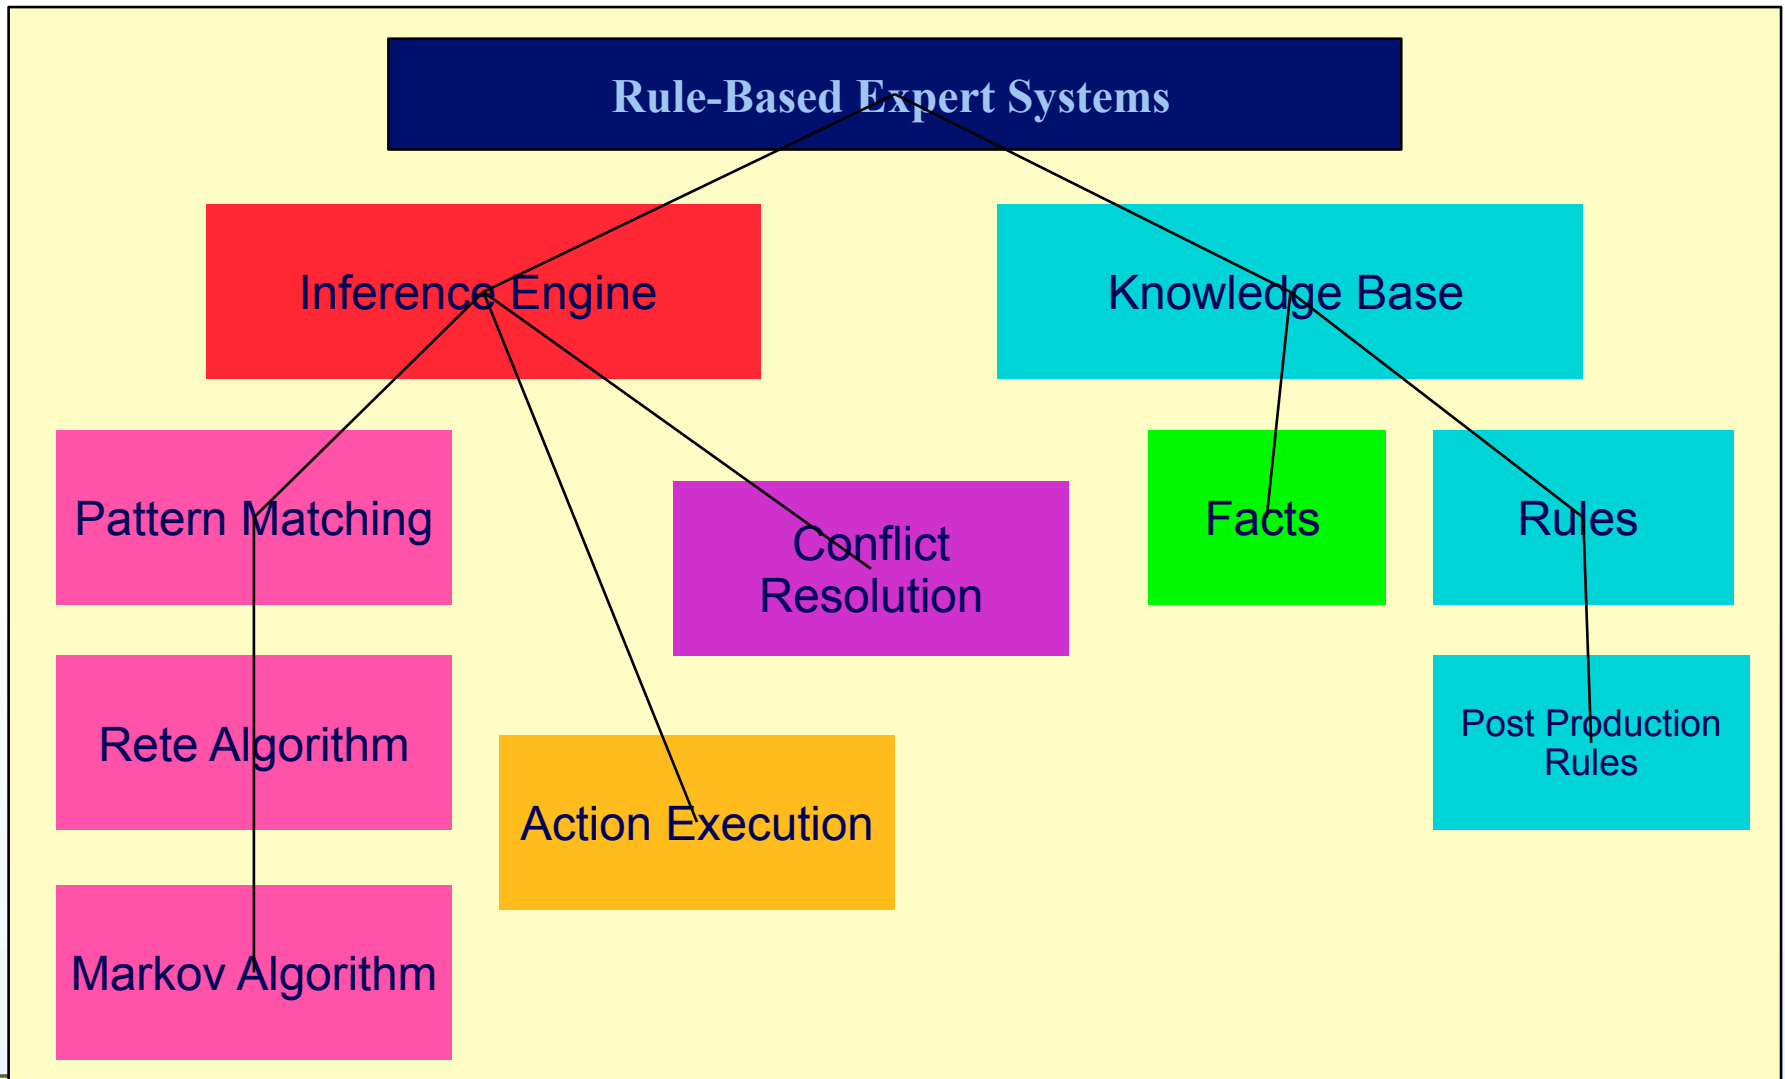 Rule-Based Expert Systems
Inference Engine
Knowledge Base
Pattern Matching
Conflict
Resolution
Facts
Rules
Rete Algorithm
Post Production
Rules
Action Execution
Markov Algorithm